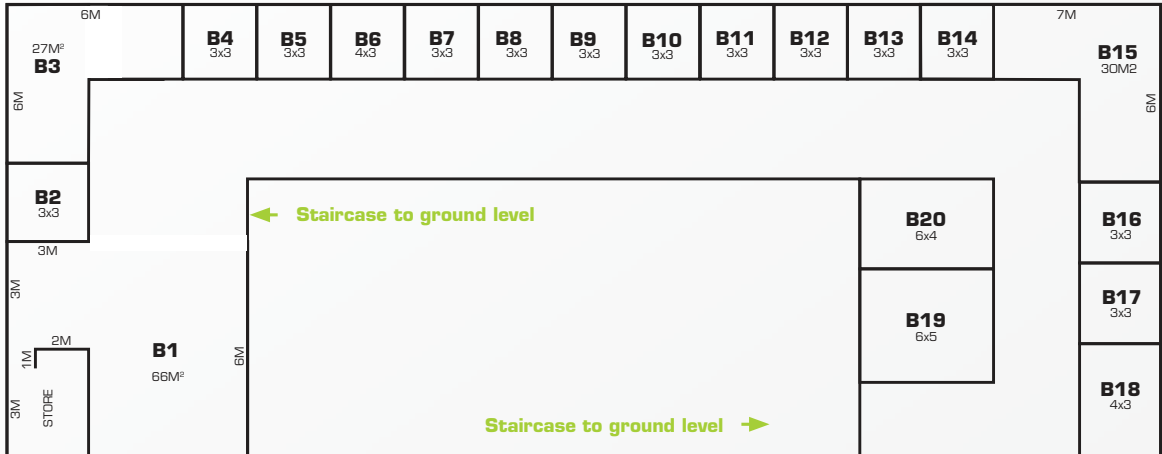 6M
7M
27M²
B3
6M
B4
3x3
B5
3x3
B6
4x3
B7
3x3
B8
3x3
B9
3x3
B10
3x3
B11
3x3
B12
3x3
B13
3x3
B14
3x3
B15
30M2
6M
B2
3x3
Staircase to ground level
B20
6x4
B16
3x3
3M
3M
B19
6x5
B17
3x3
2M
1M
B1
66M²
6M
3M
STORE
B18
4x3
Staircase to ground level